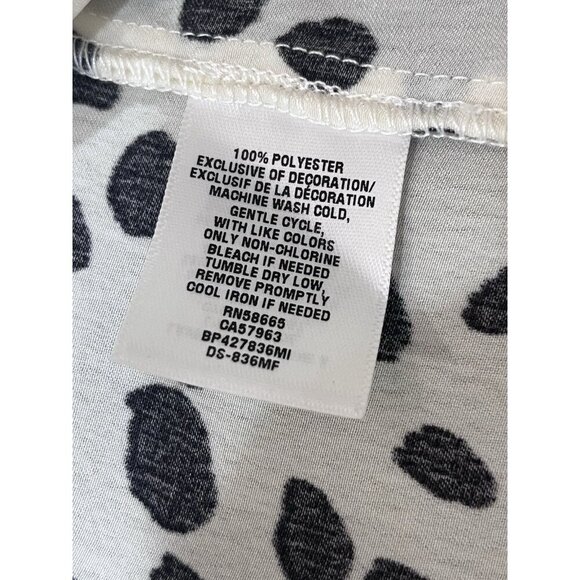 100% POLYESTER
EXCLUSIVE OF DECORATION/
EXCLUSIF DE LA DÉCORATION
MACHINE WASH COLD,
GENTLE CYCLE,
WITH LIKE COLORS
ONLY NON-CHLORINE
BLEACH IF NEEDED
TUMBLE DRY LOW
REMOVE PROMPTLY
COOL IRON IF NEEDED
RN58665
CA57963
BP427836MI
DS-836MF